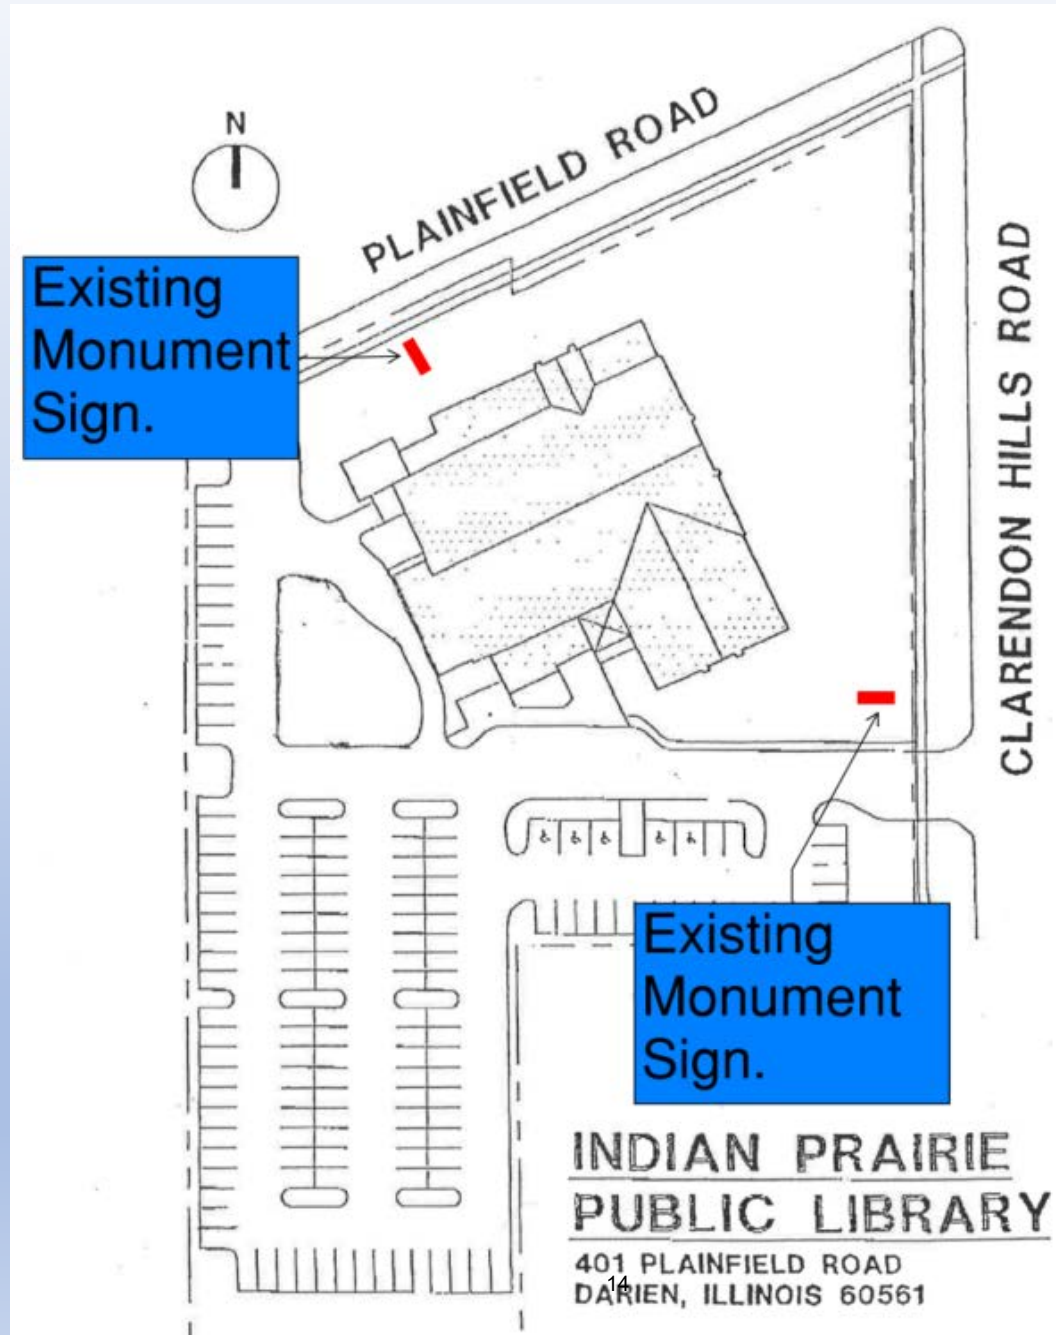 N
PLAINFIELD ROAD
Existing
Monument
Sign.
CLARENDON HILLS ROAD
Existing
Monument
Sign.
INDIAN PRAIRIE
PUBLIC LIBRARY
401 PLAINFIELD ROAD
14
DARIEN, ILLINOIS 60561